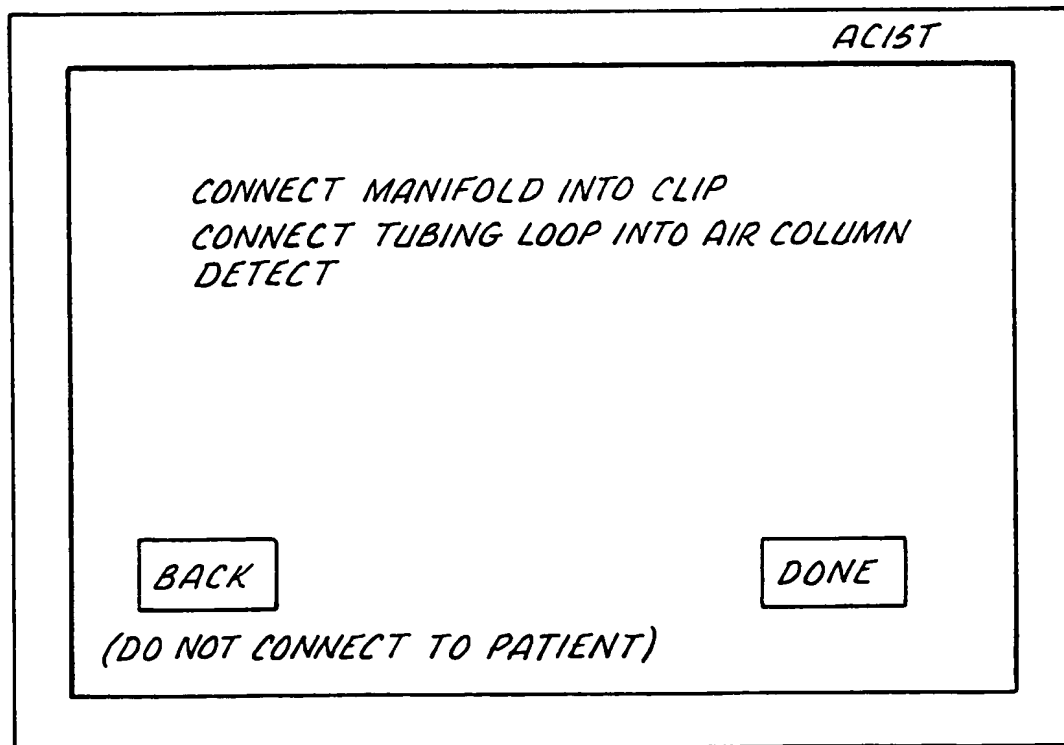 ACIST
CONNECT MANIFOLD INTO CLIP
CONNECT TUBING LOOP INTO AIR COLUMN
DETECT
BACK
DONE
(DO NOT CONNECT TO PATIENT)